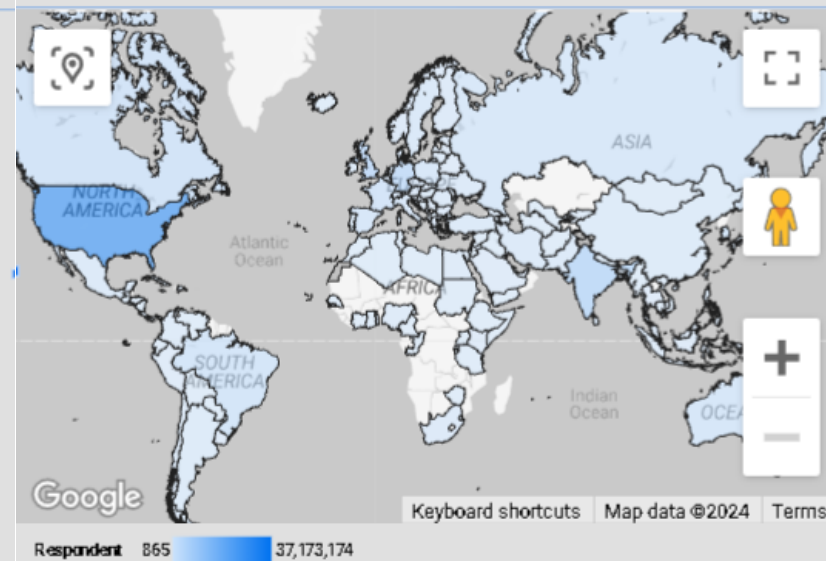 ASIA
NORTH
AMERICA
EUROPE
Atlantic
Ocean
AFRICA
SOUTH
AMERICA
Indian
Ocean
OCEA
Google
Keyboard shortcuts
Map data ©2024
Terms
Respondent 865 37,173,174